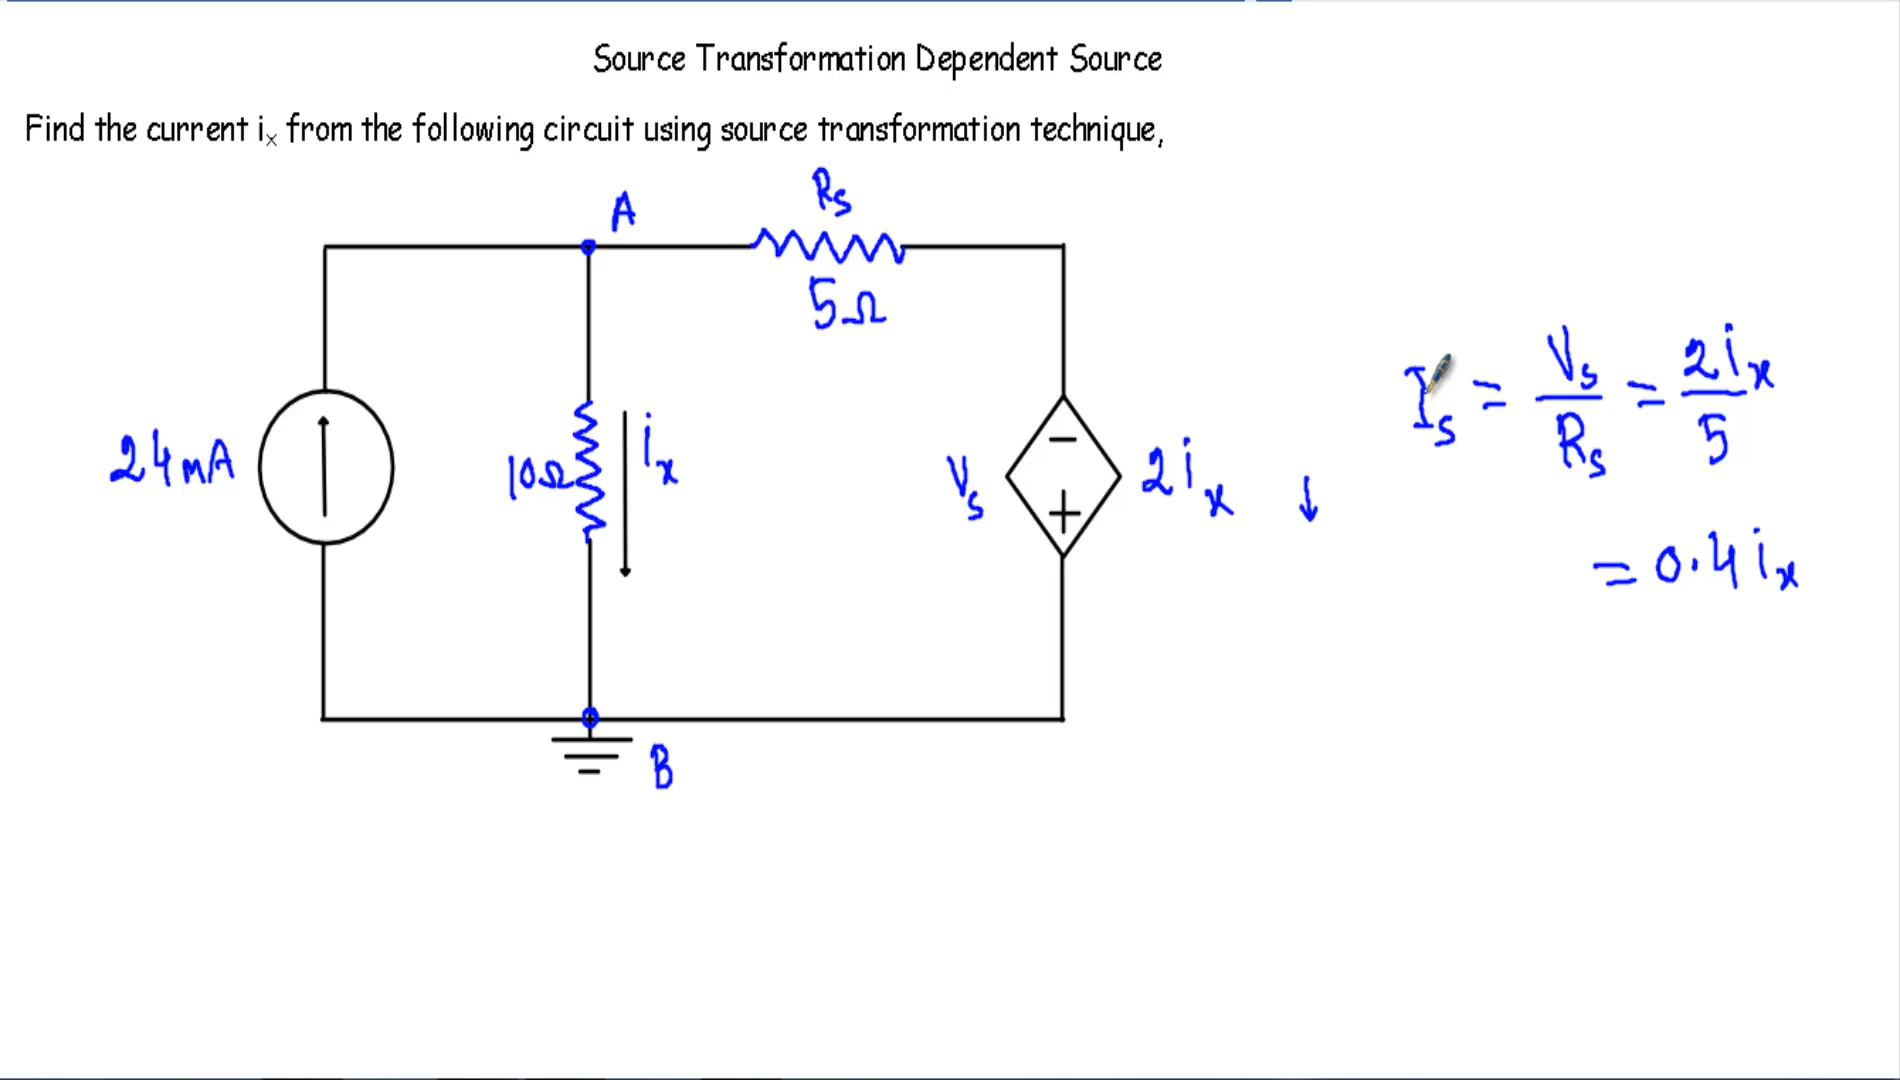 Source Transformation Dependent Source
Find the current iₓ from the following circuit using source transformation technique,
A
Rs
5Ω
24mA
10Ω
iₓ
Vs
−
+
2iₓ ↓
Is = Vs/Rs = 2iₓ/5
= 0.4iₓ
B